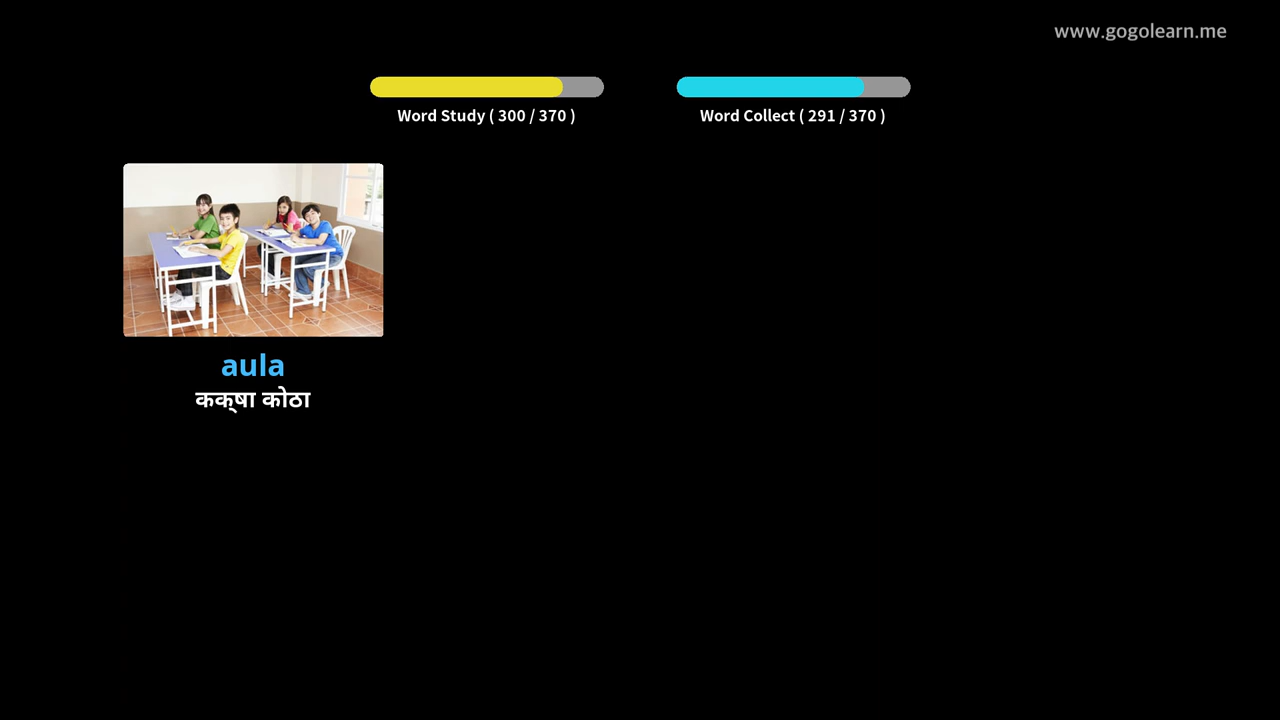 www.gogolearn.me
Word Study ( 300 / 370 )
Word Collect ( 291 / 370 )
aula
कक्षा कोठा